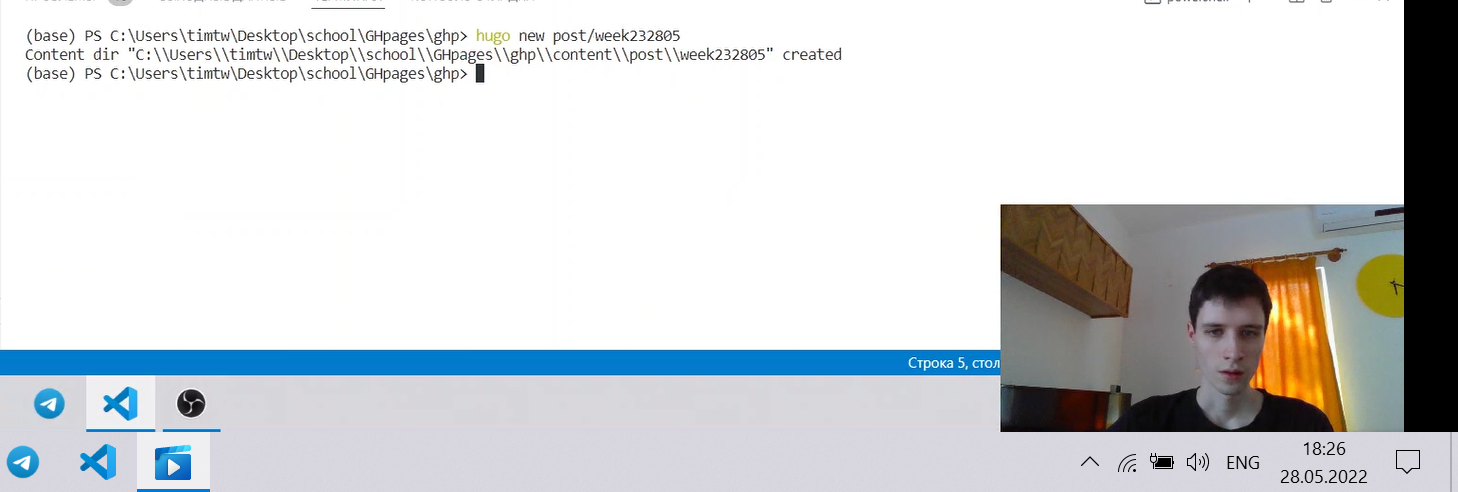 (base) PS C:\Users\timtw\Desktop\school\GHpages\ghp> hugo new post/week232805
Content dir "C:\\Users\\timtw\\Desktop\\school\\GHpages\\ghp\\content\\post\\week232805" created
(base) PS C:\Users\timtw\Desktop\school\GHpages\ghp>
Строка 5, стол
ENG
18:26
28.05.2022